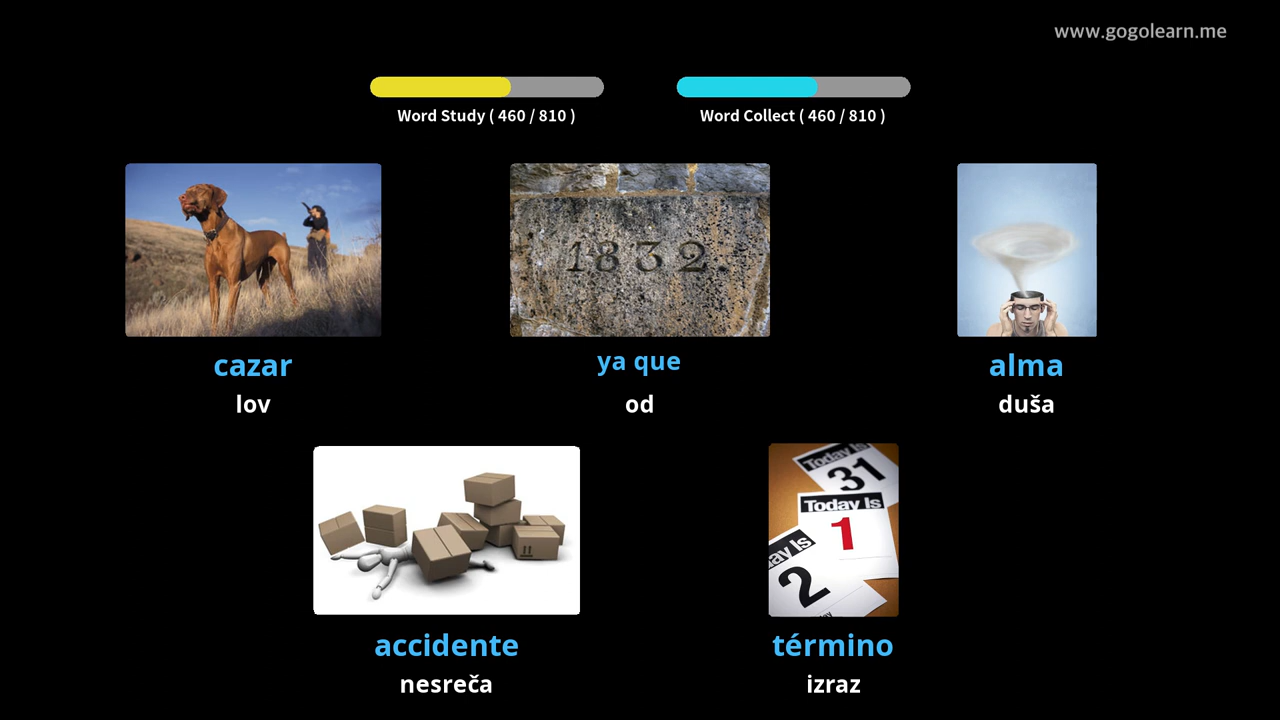 www.gogolearn.me
Word Study ( 460 / 810 )
Word Collect ( 460 / 810 )
1832.
cazar
lov
ya que
od
alma
duša
Today Is
31
Today Is
1
ay Is
2
accidente
nesreča
término
izraz